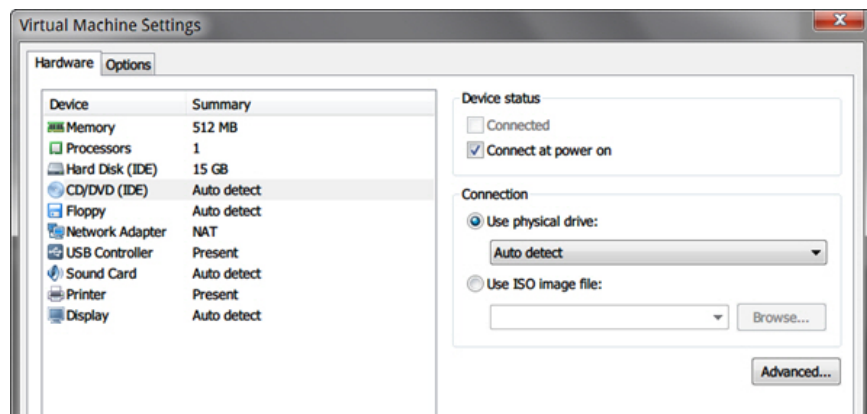 Virtual Machine Settings
Hardware Options
Device Summary
Memory 512 MB
Processors 1
Hard Disk (IDE) 15 GB
CD/DVD (IDE) Auto detect
Floppy Auto detect
Network Adapter NAT
USB Controller Present
Sound Card Auto detect
Printer Present
Display Auto detect
Device status
Connected
Connect at power on
Connection
Use physical drive:
Auto detect
Use ISO image file:
Browse...
Advanced...